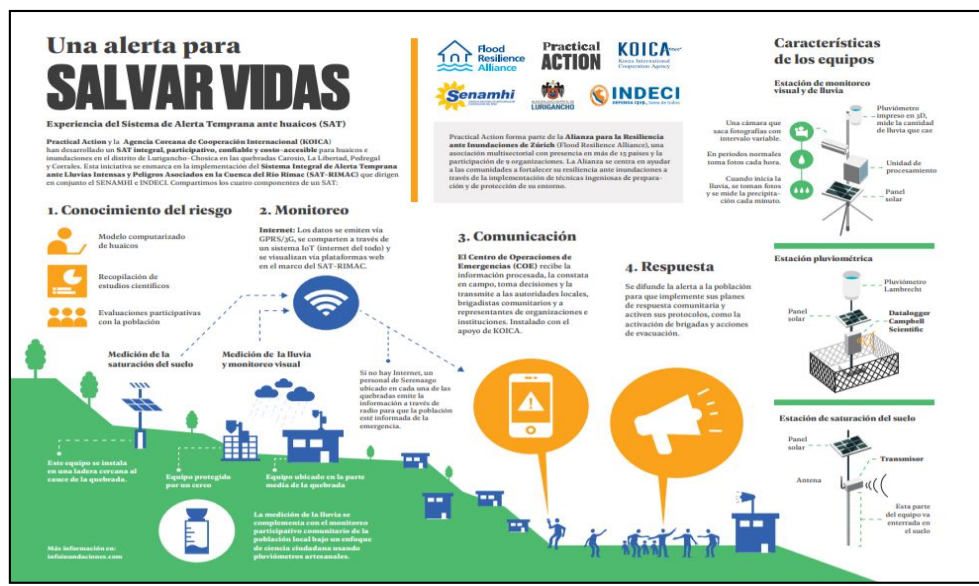 Una alerta para
SALVAR VIDAS
Experiencia del Sistema de Alerta Temprana ante huaicos (SAT)
Practical Action y la Agencia Coreana de Cooperación Internacional (KOICA)
han desarrollado un SAT integral, participativo, confiable y costo-accesible para huaicos e
inundaciones en el distrito de Lurigancho-Chosica en las quebradas Carosio, La Libertad, Pedregal
y Corrales. Esta iniciativa se enmarca en la implementación del Sistema Integral de Alerta Temprana
ante Lluvias Intensas y Peligros Asociados en la Cuenca del Río Rímac (SAT-RIMAC) que dirigen
en conjunto el SENAMHI e INDECI. Compartimos los cuatro componentes de un SAT:
Flood
Resilience
Alliance
Practical
ACTION
KOICA
Korea International
Cooperation Agency
Senamhi
LURIGANCHO
INDECI
Practical Action forma parte de la Alianza para la Resiliencia
ante Inundaciones de Zúrich (Flood Resilience Alliance), una
asociación multisectorial con presencia en más de 15 países y la
participación de 9 organizaciones. La Alianza se centra en ayudar
a las comunidades a fortalecer su resiliencia ante inundaciones a
través de la implementación de técnicas ingeniosas de prepara-
ción y de protección de su entorno.
1. Conocimiento del riesgo
Modelo computarizado
de huaicos
Recopilación de
estudios científicos
Evaluaciones participativas
con la población
2. Monitoreo
Internet: Los datos se emiten vía
GPRS/3G, se comparten a través de
un sistema IoT (internet del todo) y
se visualizan vía plataformas web
en el marco del SAT-RIMAC.
Medición de la
saturación del suelo
Medición de la lluvia
y monitoreo visual
Si no hay Internet, un
personal de Serenazgo
ubicado en cada una de las
quebradas emite la
información a través de
radio para que la población
esté informada de la
emergencia.
3. Comunicación
El Centro de Operaciones de
Emergencias (COE) recibe la
información procesada, la constata
en campo, toma decisiones y la
transmite a las autoridades locales,
brigadistas comunitarios y a
representantes de organizaciones e
instituciones. Instalado con el
apoyo de KOICA.
4. Respuesta
Se difunde la alerta a la población
para que implemente sus planes
de respuesta comunitaria y
activen sus protocolos, como la
activación de brigadas y acciones
de evacuación.
Este equipo se instala
en una ladera cercana al
cauce de la quebrada.
Equipo protegido
por un cerco
Equipo ubicado en la parte
media de la quebrada
La medición de la lluvia se
complementa con el monitoreo
participativo comunitario de la
población local bajo un enfoque
de ciencia ciudadana usando
pluviómetros artesanales.
Más información en:
infoinundaciones.com
Características
de los equipos
Estación de monitoreo
visual y de lluvia
Una cámara que
saca fotografías con
intervalo variable.
En periodos normales
toma fotos cada hora.
Cuando inicia la
lluvia, se toman fotos
y se mide la precipita-
ción cada minuto.
Pluviómetro
impreso en 3D,
mide la cantidad
de lluvia que cae
Unidad de
procesamiento
Panel
solar
Estación pluviométrica
Pluviómetro
Lambrecht
Panel
solar
Datalogger
Campbell
Scientific
Estación de saturación del suelo
Panel
solar
Transmisor
Antena
Esta parte
del equipo va
enterrada en
el suelo